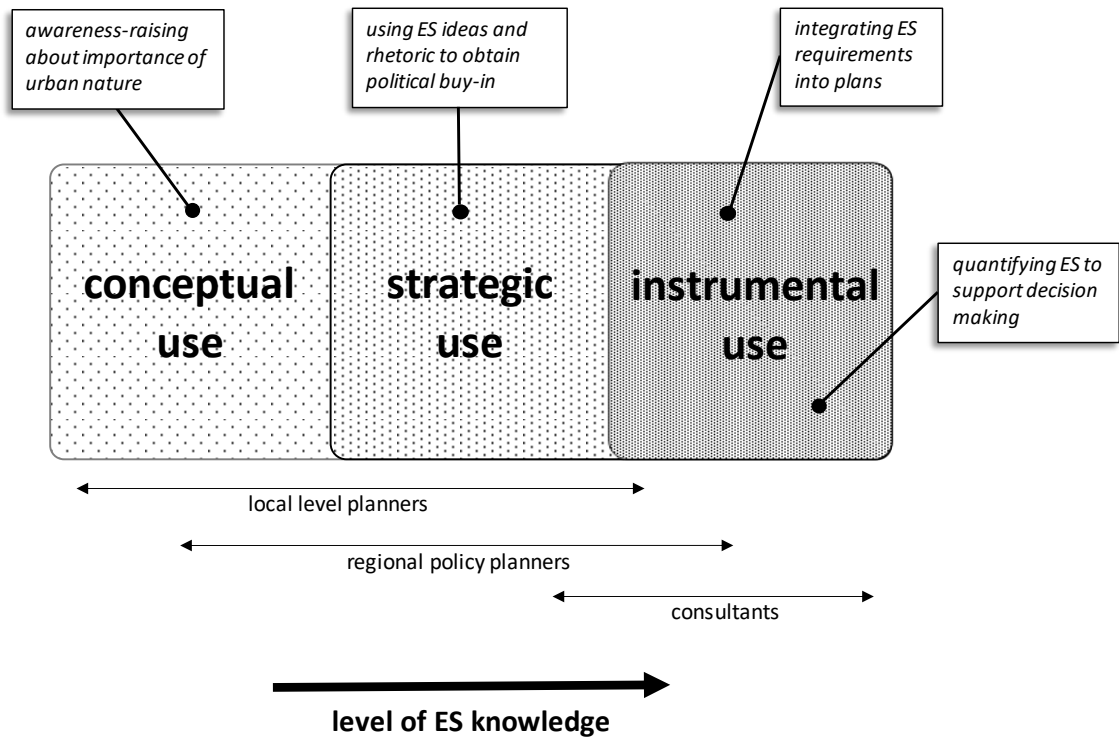 awareness-raising
about importance of
urban nature
using ES ideas and
rhetoric to obtain
political buy-in
integrating ES
requirements
into plans
conceptual
use
strategic
use
instrumental
use
quantifying ES to
support decision
making
local level planners
regional policy planners
consultants
level of ES knowledge